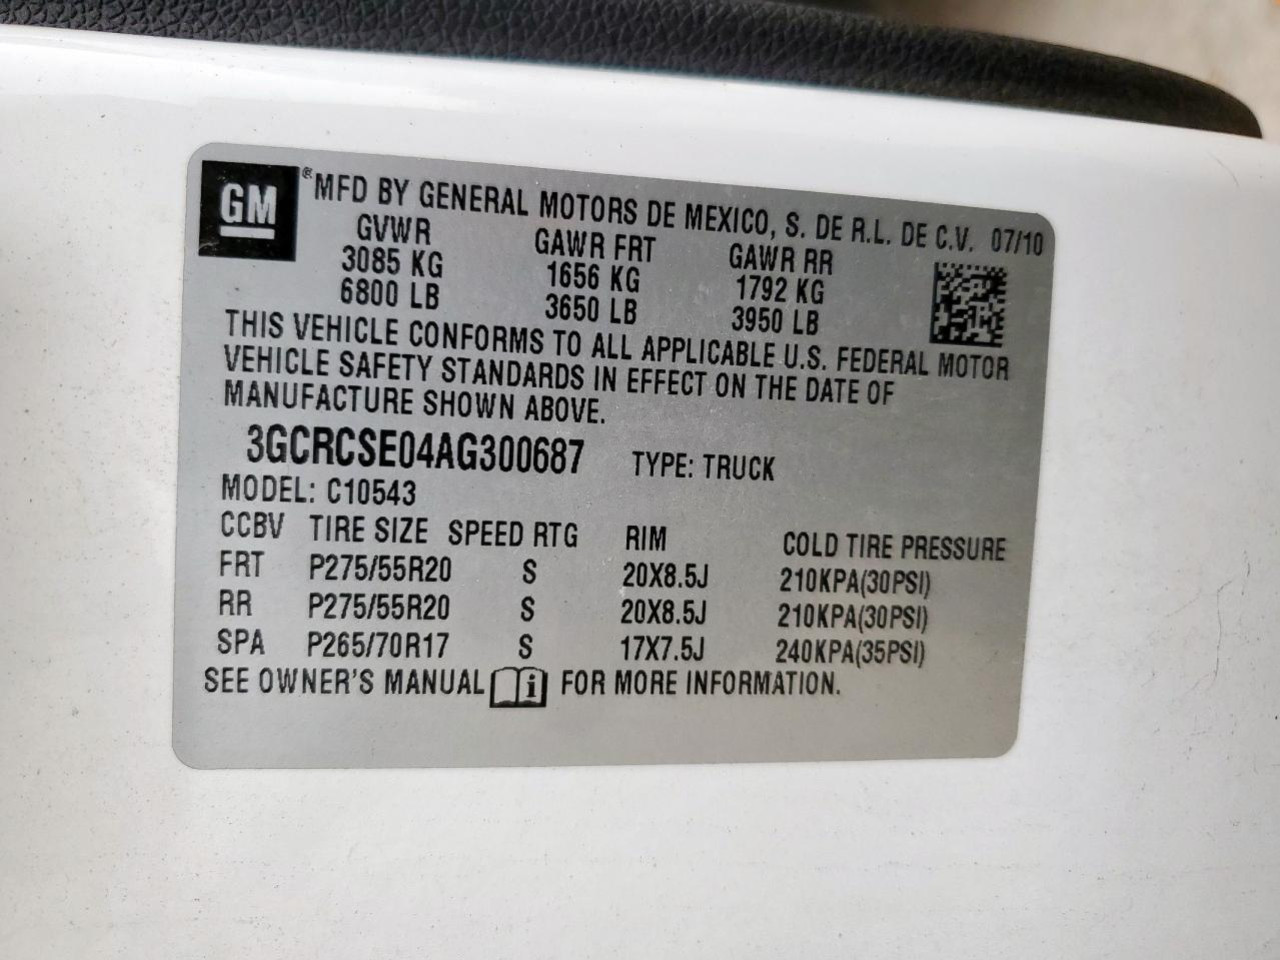 GM ® MFD BY GENERAL MOTORS DE MEXICO, S. DE R.L. DE C.V. 07/10
GVWR GAWR FRT GAWR RR
3085 KG 1656 KG 1792 KG
6800 LB 3650 LB 3950 LB
THIS VEHICLE CONFORMS TO ALL APPLICABLE U.S. FEDERAL MOTOR
VEHICLE SAFETY STANDARDS IN EFFECT ON THE DATE OF
MANUFACTURE SHOWN ABOVE.
3GCRCSE04AG300687 TYPE: TRUCK
MODEL: C10543
CCBV TIRE SIZE SPEED RTG RIM COLD TIRE PRESSURE
FRT P275/55R20 S 20X8.5J 210KPA(30PSI)
RR P275/55R20 S 20X8.5J 210KPA(30PSI)
SPA P265/70R17 S 17X7.5J 240KPA(35PSI)
SEE OWNER'S MANUAL i FOR MORE INFORMATION.